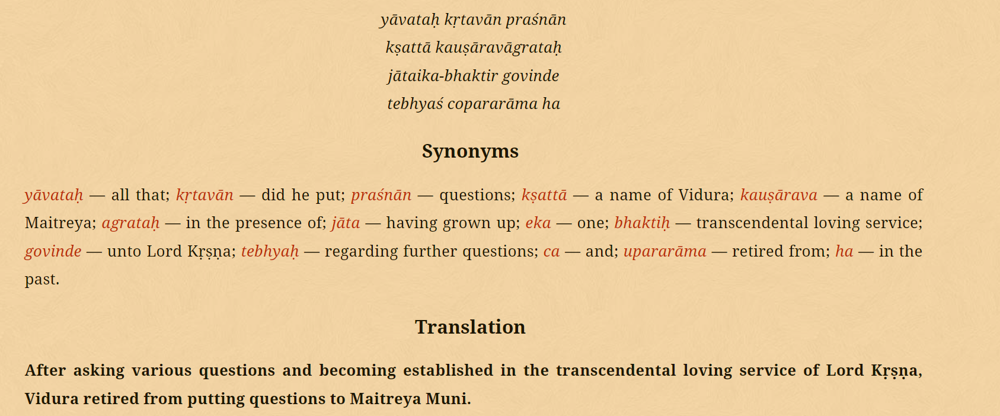 yāvataḥ kṛtavān praśnān
kṣattā kauṣāravāgrataḥ
jātaika-bhaktir govinde
tebhyaś copararāma ha
Synonyms
yāvataḥ — all that; kṛtavān — did he put; praśnān — questions; kṣattā — a name of Vidura; kauṣārava — a name of
Maitreya; agrataḥ — in the presence of; jāta — having grown up; eka — one; bhaktiḥ — transcendental loving service;
govinde — unto Lord Kṛṣṇa; tebhyaḥ — regarding further questions; ca — and; upararāma — retired from; ha — in the
past.
Translation
After asking various questions and becoming established in the transcendental loving service of Lord Kṛṣṇa,
Vidura retired from putting questions to Maitreya Muni.